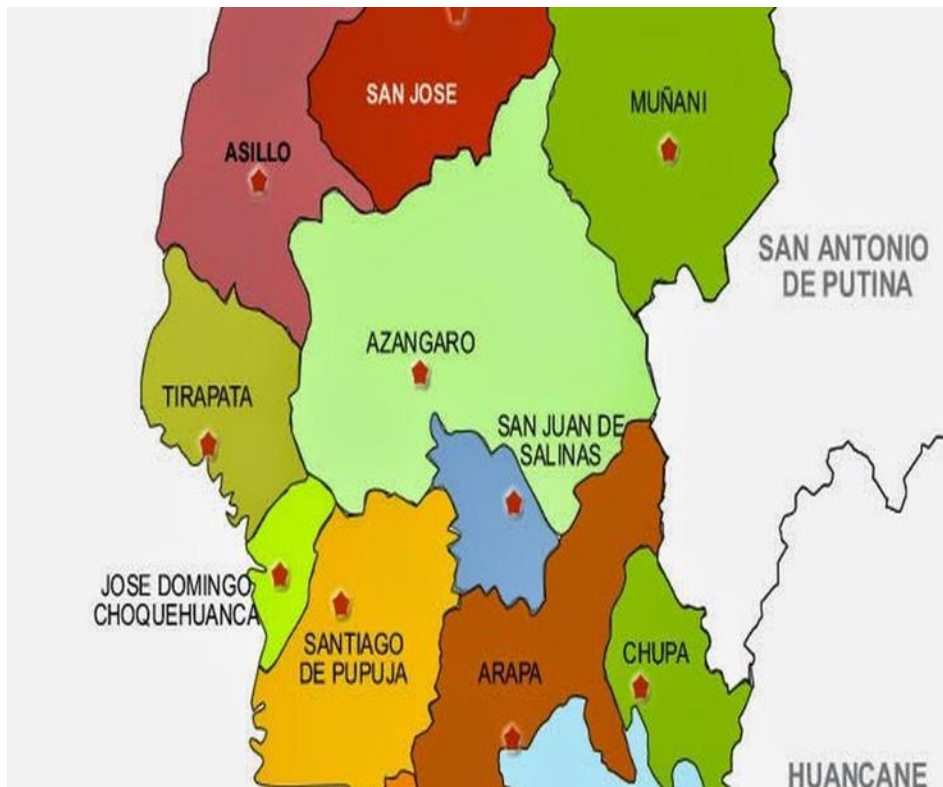 SAN JOSE
MUÑANI
ASILLO
SAN ANTONIO
DE PUTINA
AZANGARO
TIRAPATA
SAN JUAN DE
SALINAS
JOSE DOMINGO
CHOQUEHUANCA
SANTIAGO
DE PUPUJA
ARAPA
CHUPA
HUANCANE